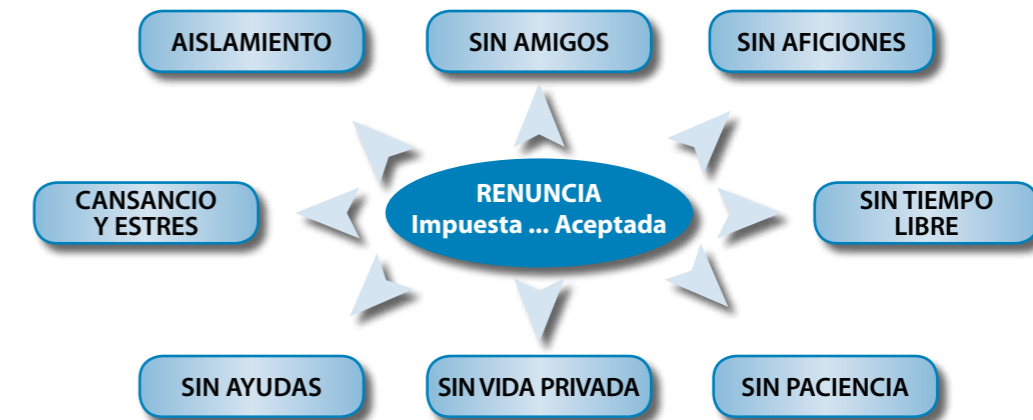 AISLAMIENTO
SIN AMIGOS
SIN AFICIONES
CANSANCIO
Y ESTRES
RENUNCIA
Impuesta ... Aceptada
SIN TIEMPO
LIBRE
SIN AYUDAS
SIN VIDA PRIVADA
SIN PACIENCIA